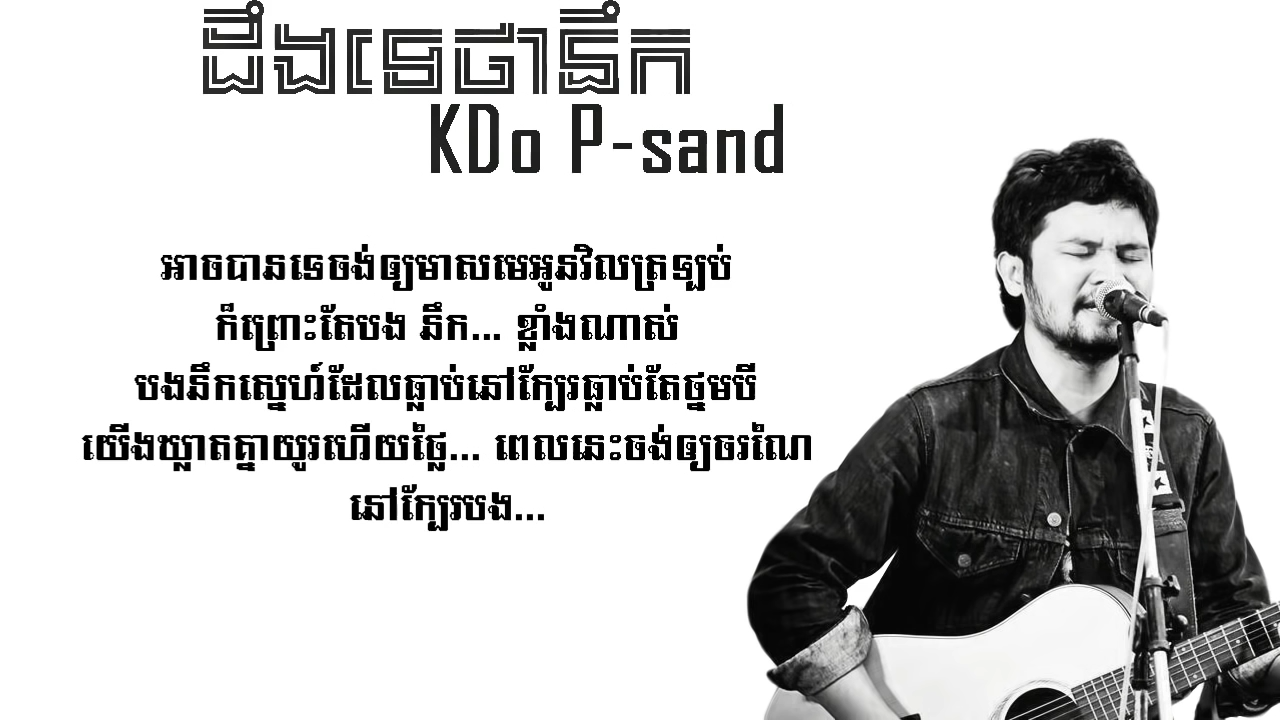 ដឹងទេថានឹក
KDo P-sand
អាចបានទេចង់ឲ្យមាសមេអូនវិលត្រឡប់
ក៏ព្រោះតែបង នឹក... ខ្លាំងណាស់
បងនឹកស្នេហ៍ដែលធ្លាប់នៅក្បែរធ្លាប់តែថ្នមបី
យើងឃ្លាតគ្នាយូរហើយថ្លៃ... ពេលនេះចង់ឲ្យចរណៃ
នៅក្បែរបង...